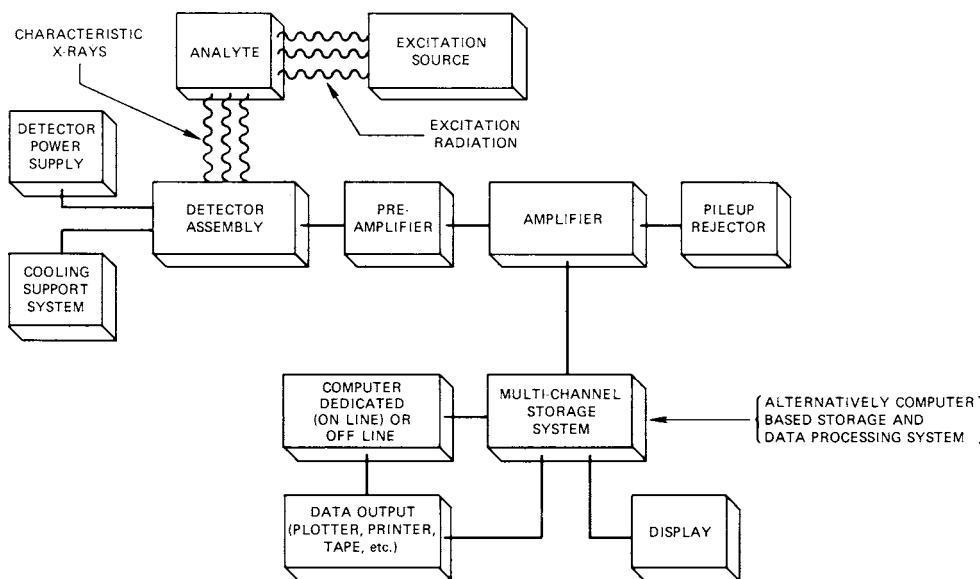 CHARACTERISTIC
X-RAYS
ANALYTE
EXCITATION
SOURCE
EXCITATION
RADIATION
DETECTOR
POWER
SUPPLY
DETECTOR
ASSEMBLY
PRE-
AMPLIFIER
AMPLIFIER
PILEUP
REJECTOR
COOLING
SUPPORT
SYSTEM
COMPUTER
DEDICATED
(ON LINE) OR
OFF LINE
MULTI-CHANNEL
STORAGE
SYSTEM
ALTERNATIVELY COMPUTER
BASED STORAGE AND
DATA PROCESSING SYSTEM
DATA OUTPUT
(PLOTTER, PRINTER,
TAPE, etc.)
DISPLAY